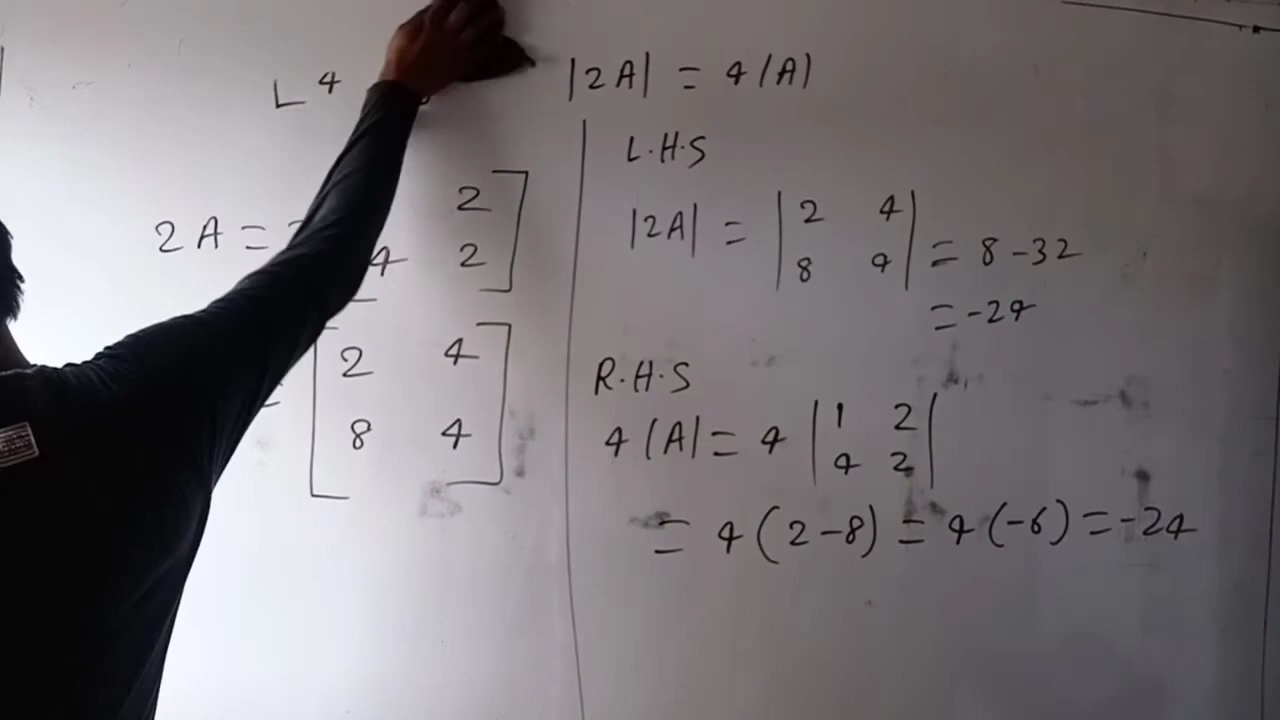 L 4
2A = 2
4 2
2 4
8 4
|2A| = 4|A|
L.H.S
|2A| = |2 4| = 8-32
|8 4|
= -24
R.H.S
4|A| = 4 |1 2|
|4 2|
= 4(2-8) = 4(-6) = -24